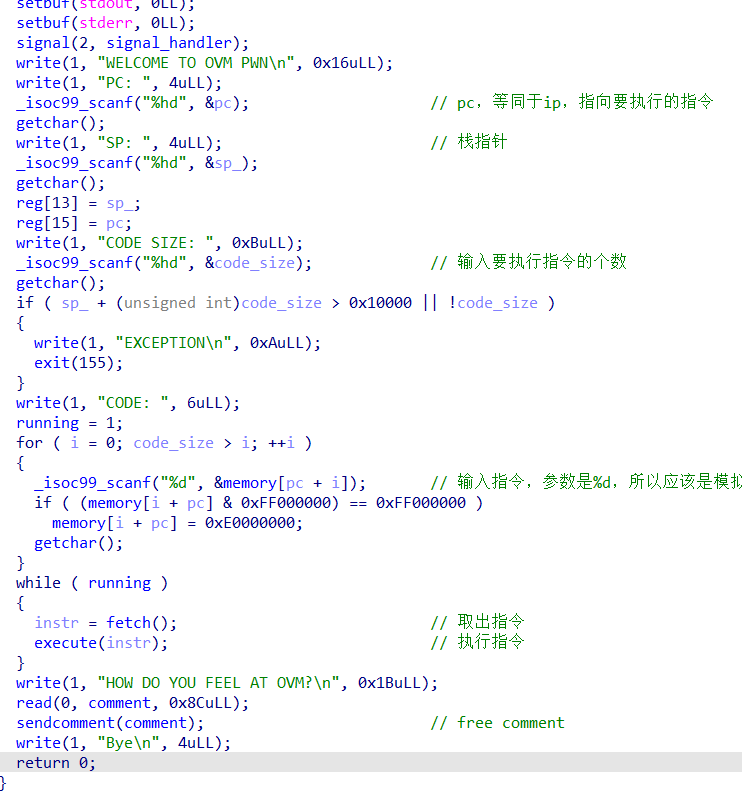 setbuf(stdout, 0LL);
setbuf(stderr, 0LL);
signal(2, signal_handler);
write(1, "WELCOME TO OVM PWN\n", 0x16uLL);
write(1, "PC: ", 4uLL);
_isoc99_scanf("%hd", &pc); // pc，等同于ip，指向要执行的指令
getchar();
write(1, "SP: ", 4uLL); // 栈指针
_isoc99_scanf("%hd", &sp_);
getchar();
reg[13] = sp_;
reg[15] = pc;
write(1, "CODE SIZE: ", 0xBuLL);
_isoc99_scanf("%hd", &code_size); // 输入要执行指令的个数
getchar();
if ( sp_ + (unsigned int)code_size > 0x10000 || !code_size )
{
write(1, "EXCEPTION\n", 0xAuLL);
exit(155);
}
write(1, "CODE: ", 6uLL);
running = 1;
for ( i = 0; code_size > i; ++i )
{
_isoc99_scanf("%d", &memory[pc + i]); // 输入指令，参数是%d，所以应该是模拟
if ( (memory[i + pc] & 0xFF000000) == 0xFF000000 )
memory[i + pc] = 0xE0000000;
getchar();
}
while ( running )
{
instr = fetch(); // 取出指令
execute(instr); // 执行指令
}
write(1, "HOW DO YOU FEEL AT OVM?\n", 0x1BuLL);
read(0, comment, 0x8CuLL);
sendcomment(comment); // free comment
write(1, "Bye\n", 4uLL);
return 0;
}